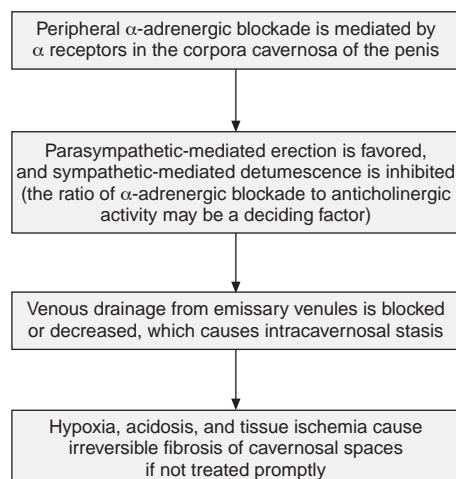 Peripheral α-adrenergic blockade is mediated by
α receptors in the corpora cavernosa of the penis
Parasympathetic-mediated erection is favored,
and sympathetic-mediated detumescence is inhibited
(the ratio of α-adrenergic blockade to anticholinergic
activity may be a deciding factor)
Venous drainage from emissary venules is blocked
or decreased, which causes intracavernosal stasis
Hypoxia, acidosis, and tissue ischemia cause
irreversible fibrosis of cavernosal spaces
if not treated promptly